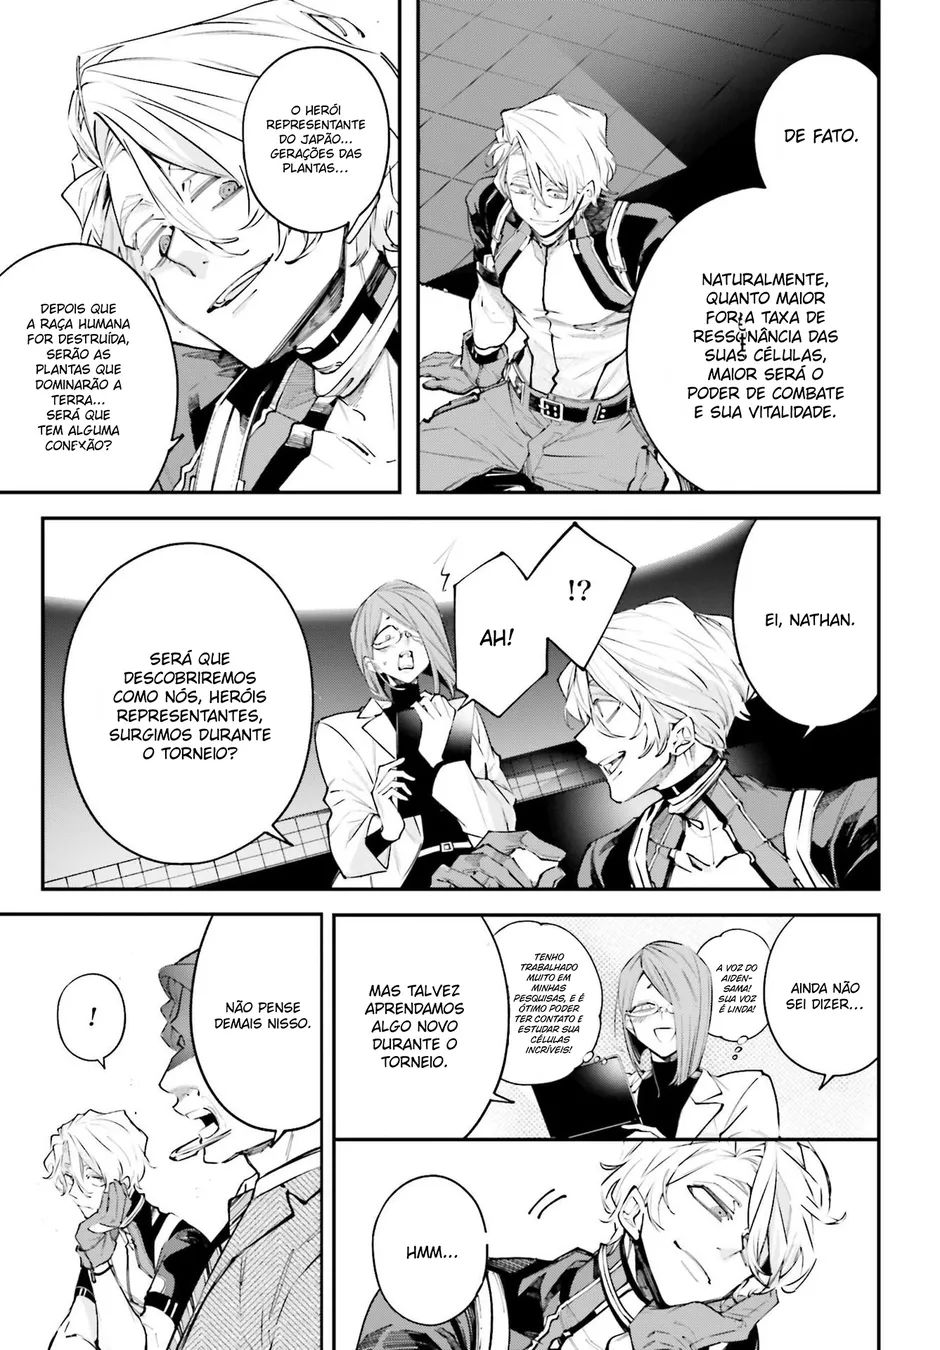 DE FATO.
NATURALMENTE,
QUANTO MAIOR
FOR A TAXA DE
RESSONÂNCIA DAS
SUAS CÉLULAS,
MAIOR SERÁ O
PODER DE COMBATE
E SUA VITALIDADE.
O HERÓI
REPRESENTANTE
DO JAPÃO...
GERAÇÕES DAS
PLANTAS...
DEPOIS QUE
A RAÇA HUMANA
FOR DESTRUÍDA,
SERÃO AS
PLANTAS QUE
DOMINARÃO A
TERRA...
SERÁ QUE
TEM ALGUMA
CONEXÃO?
EI, NATHAN.
!?
AH!
SERÁ QUE
DESCOBRIREMOS
COMO NÓS, HERÓIS
REPRESENTANTES,
SURGIMOS DURANTE
O TORNEIO?
AINDA NÃO
SEI DIZER...
A VOZ DO
AIDEN-
SAMA!
SUA VOZ
É LINDA!
TENHO
TRABALHADO
MUITO EM
MINHAS
PESQUISAS, E É
ÓTIMO PODER
TER CONTATO E
ESTUDAR SUA
CÉLULAS
INCRÍVEIS!
MAS TALVEZ
APRENDAMOS
ALGO NOVO
DURANTE O
TORNEIO.
HMM...
NÃO PENSE
DEMAIS NISSO.
!